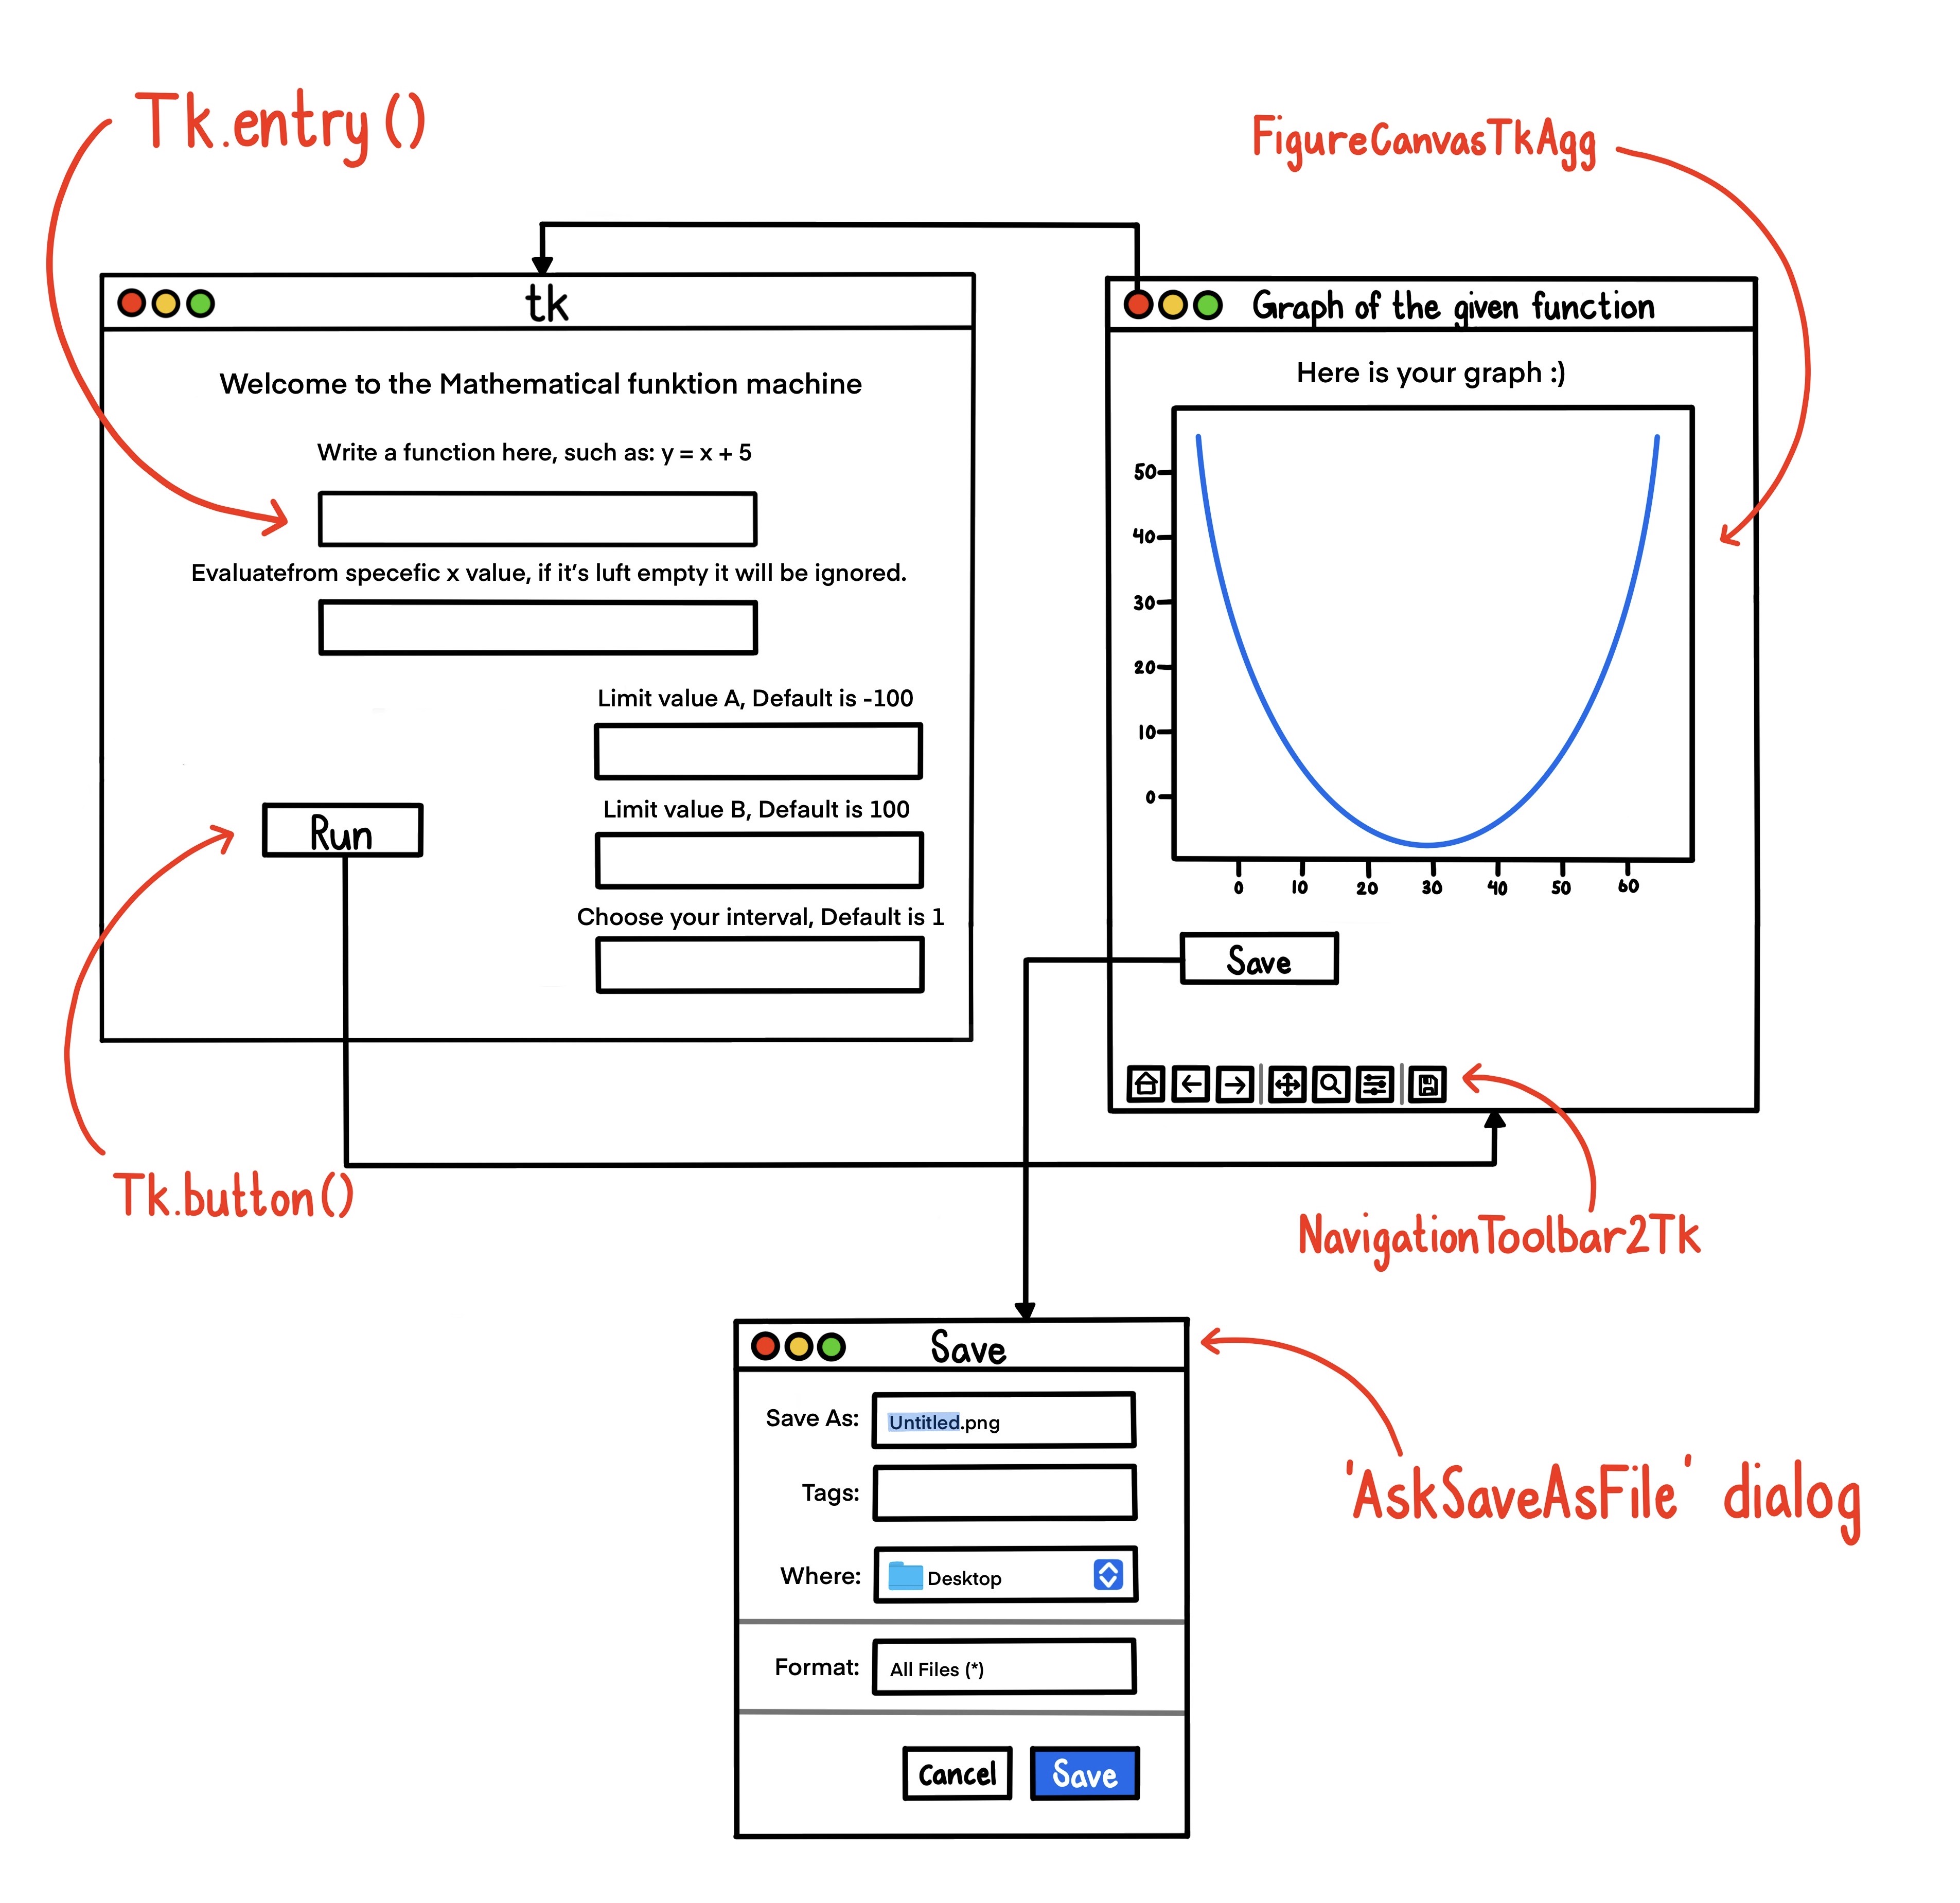 Tk.entry()
FigureCanvasTkAgg
tk
Welcome to the Mathematical funktion machine
Write a function here, such as: y = x + 5
Evaluatefrom specefic x value, if it's luft empty it will be ignored.
Limit value A, Default is -100
Limit value B, Default is 100
Run
Choose your interval, Default is 1
Tk.button()
Graph of the given function
Here is your graph :)
50
40
30
20
10
0
0 10 20 30 40 50 60
Save
NavigationToolbar2Tk
Save
Save As: Untitled.png
Tags:
Where: Desktop
Format: All Files (*)
Cancel Save
'AskSaveAsFile' dialog